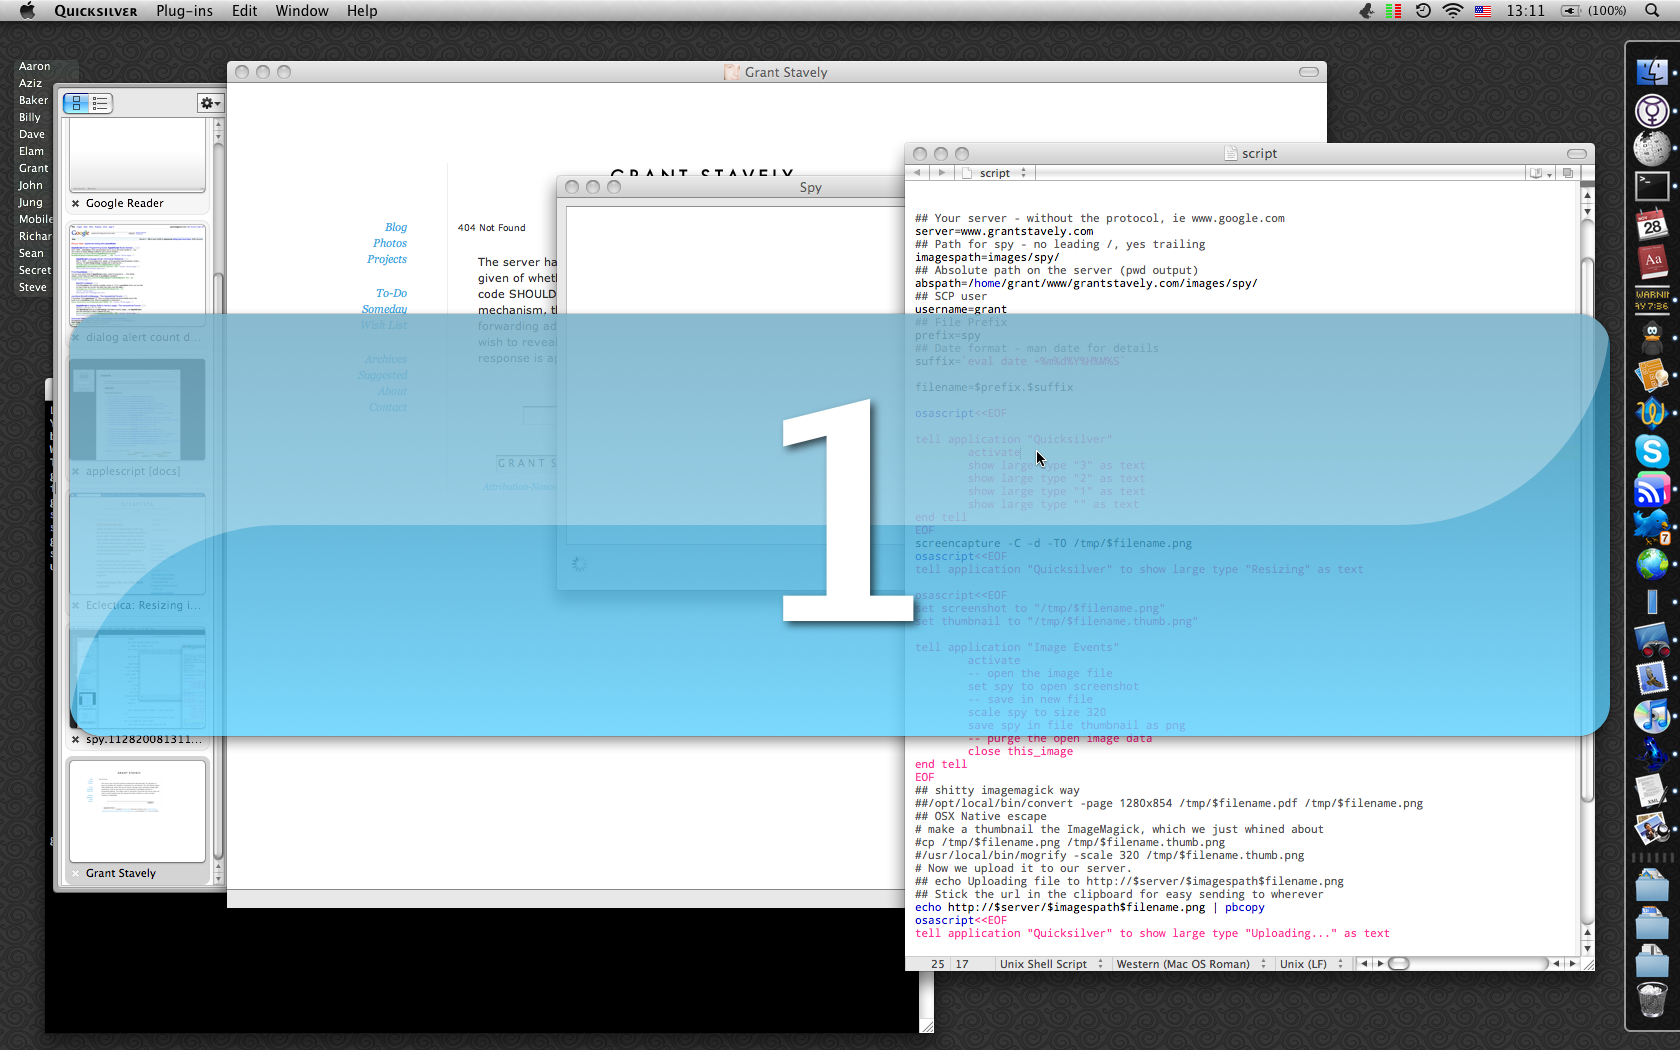 Quicksilver Plug-ins Edit Window Help 13:11 (100%)
Aaron
Aziz
Baker
Billy
Dave
Elam
Grant
John
Jung
Mobile
Richar
Sean
Secret
Steve
Google Reader
dialog alert count d...
applescript [docs]
Eclectica: Resizing i...
spy.112820081311...
Grant Stavely
Grant Stavely
GRANT STAVELY
Blog
Photos
Projects
To-Do
Someday
Wish List
Archives
Suggested
About
Contact
404 Not Found
The server ha
given of wheth
code SHOULD
mechanism, t
forwarding ad
wish to revea
response is ap
GRANT S
Spy
1
script
script
## Your server - without the protocol, ie www.google.com
server=www.grantstavely.com
## Path for spy - no leading /, yes trailing
imagespath=images/spy/
## Absolute path on the server (pwd output)
abspath=/home/grant/www/grantstavely.com/images/spy/
## SCP user
username=grant
## File Prefix
prefix=spy
## Date format - man date for details
suffix=`eval date +%m%d%Y%H%M%S`
filename=$prefix.$suffix
osascript<<EOF
tell application "Quicksilver"
activate
show large type "3" as text
show large type "2" as text
show large type "1" as text
show large type "" as text
end tell
EOF
screencapture -C -d -T0 /tmp/$filename.png
osascript<<EOF
tell application "Quicksilver" to show large type "Resizing" as text
osascript<<EOF
set screenshot to "/tmp/$filename.png"
set thumbnail to "/tmp/$filename.thumb.png"
tell application "Image Events"
activate
-- open the image file
set spy to open screenshot
-- save in new file
scale spy to size 320
save spy in file thumbnail as png
-- purge the open image data
close this_image
end tell
EOF
## shitty imagemagick way
##/opt/local/bin/convert -page 1280x854 /tmp/$filename.pdf /tmp/$filename.png
## OSX Native escape
# make a thumbnail the ImageMagick, which we just whined about
#cp /tmp/$filename.png /tmp/$filename.thumb.png
#/usr/local/bin/mogrify -scale 320 /tmp/$filename.thumb.png
# Now we upload it to our server.
## echo Uploading file to http://$server/$imagespath$filename.png
## Stick the url in the clipboard for easy sending to wherever
echo http://$server/$imagespath$filename.png | pbcopy
osascript<<EOF
tell application "Quicksilver" to show large type "Uploading..." as text
25 17 Unix Shell Script Western (Mac OS Roman) Unix (LF)
NOV
28
Aa
WARNIN
AY 7:36
7